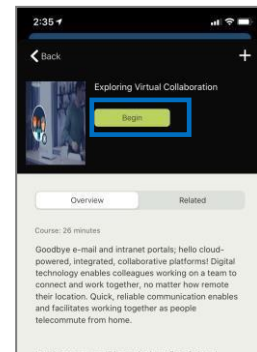 2:35
Back
Exploring Virtual Collaboration
Begin
Overview Related
Course: 26 minutes
Goodbye e-mail and intranet portals; hello cloud-
powered, integrated, collaborative platforms! Digital
technology enables colleagues working on a team to
connect and work together, no matter how remote
their location. Quick, reliable communication enables
and facilitates working together as people
telecommute from home.